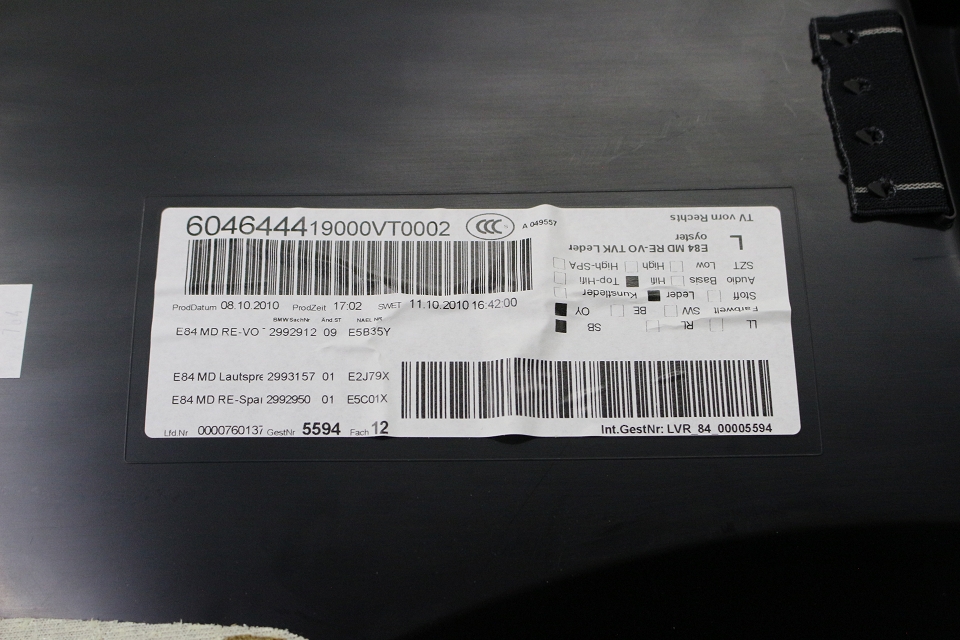 604644419000VT0002 CCC A 049557
ProdDatum 08.10.2010 ProdZeit 17:02 SWET 11.10.2010 16:42:00
BMW SachNr Änd.ST NAEL Nr.
E84 MD RE-VO 2992912 09 E5B35Y
E84 MD Lautspre 2993157 01 E2J79X
E84 MD RE-Spai 2992950 01 E5C01X
Lfd.Nr 0000760137 GestNr 5594 Fach 12
Int.GestNr: LVR_84_00005594
TV vorn Rechts
L oyster
E84 MD RE-VO TVK Leder
SZT Low High High-SPA
Audio Basis Hifi Top-Hifi
Stoff Leder Kunstleder
Farbwelt SW BE OY
LL RL SB